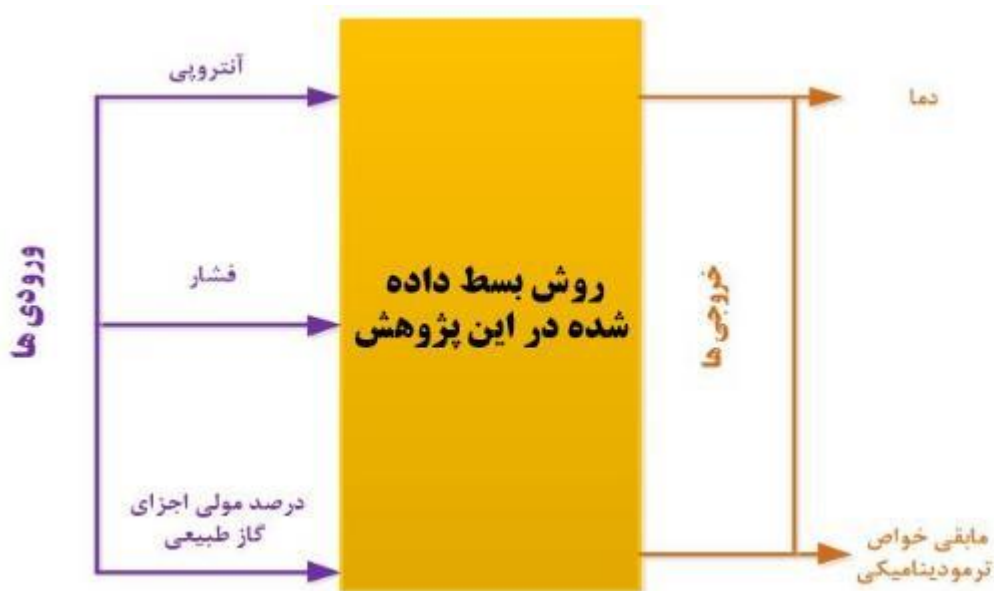 ورودی ها
آنتروپی
فشار
درصد مولی اجزای
گاز طبیعی
روش بسط داده
شده در این پژوهش
خروجی ها
دما
مابقی خواص
ترمودینامیکی